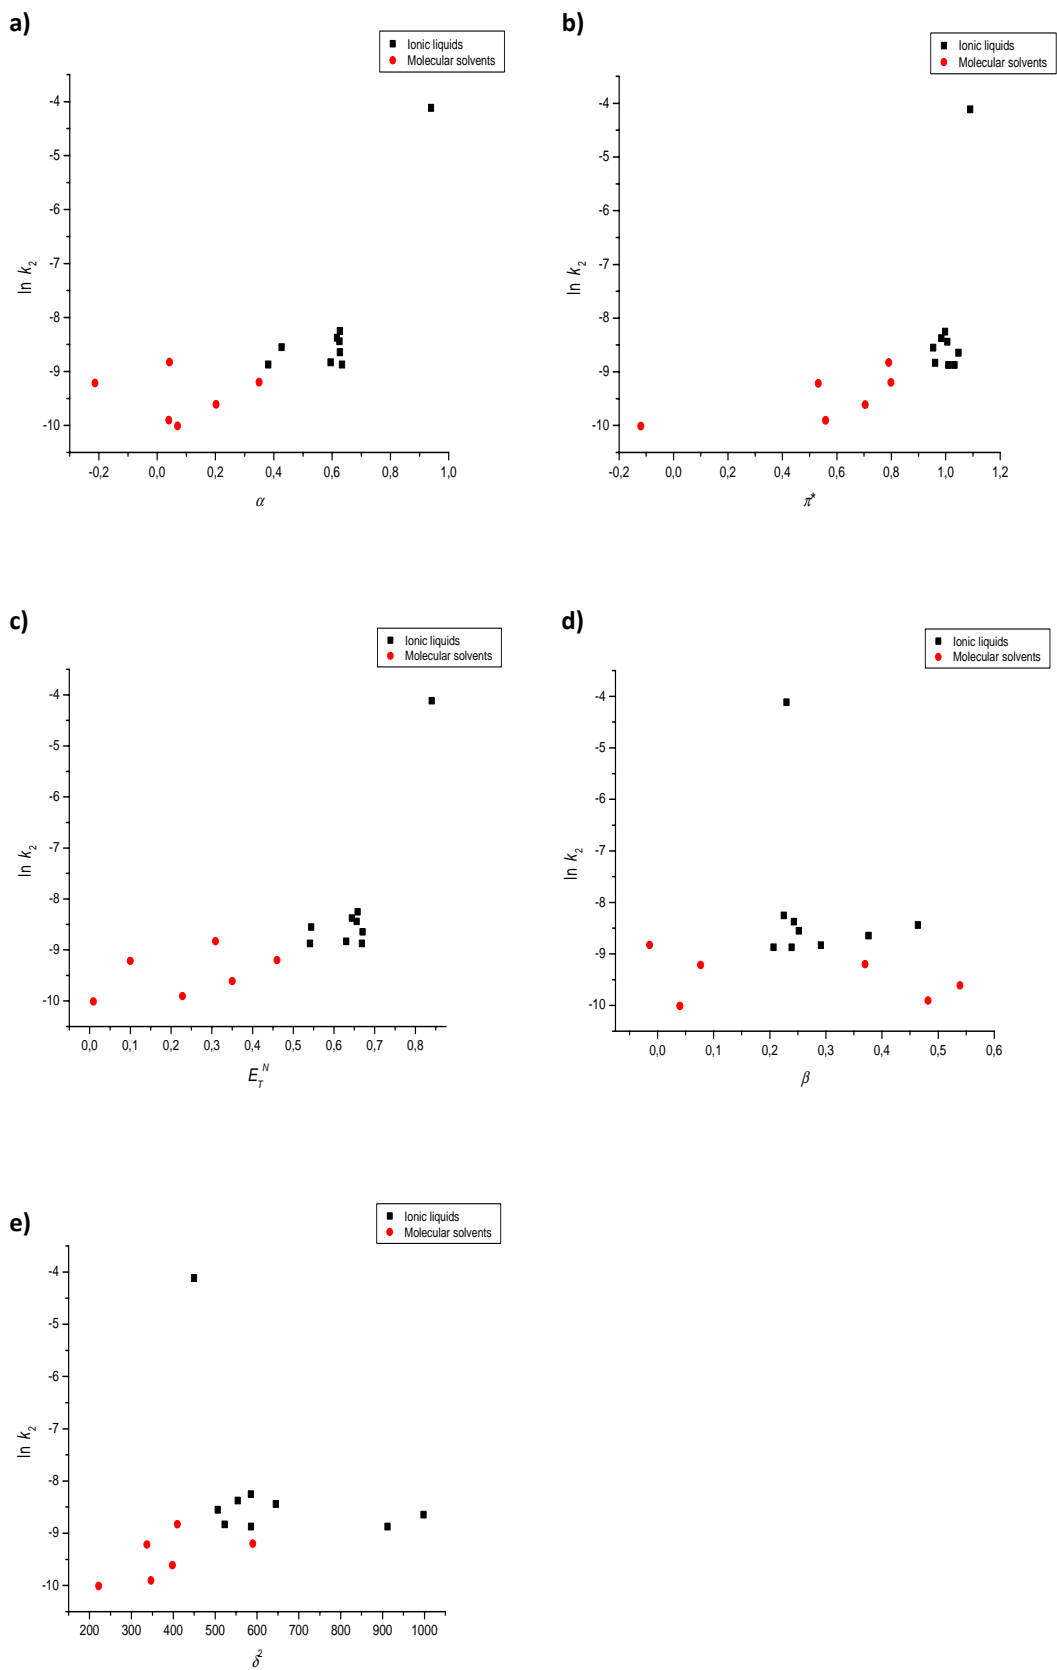 a)
Ionic liquids
Molecular solvents
-4
-5
-6
-7
-8
-9
-10
ln k2
-0,2 0,0 0,2 0,4 0,6 0,8 1,0
α
b)
Ionic liquids
Molecular solvents
-4
-5
-6
-7
-8
-9
-10
ln k2
-0,2 0,0 0,2 0,4 0,6 0,8 1,0 1,2
π*
c)
Ionic liquids
Molecular solvents
-4
-5
-6
-7
-8
-9
-10
ln k2
0,0 0,1 0,2 0,3 0,4 0,5 0,6 0,7 0,8
E_T^N
d)
Ionic liquids
Molecular solvents
-4
-5
-6
-7
-8
-9
-10
ln k2
0,0 0,1 0,2 0,3 0,4 0,5 0,6
β
e)
Ionic liquids
Molecular solvents
-4
-5
-6
-7
-8
-9
-10
ln k2
200 300 400 500 600 700 800 900 1000
δ²